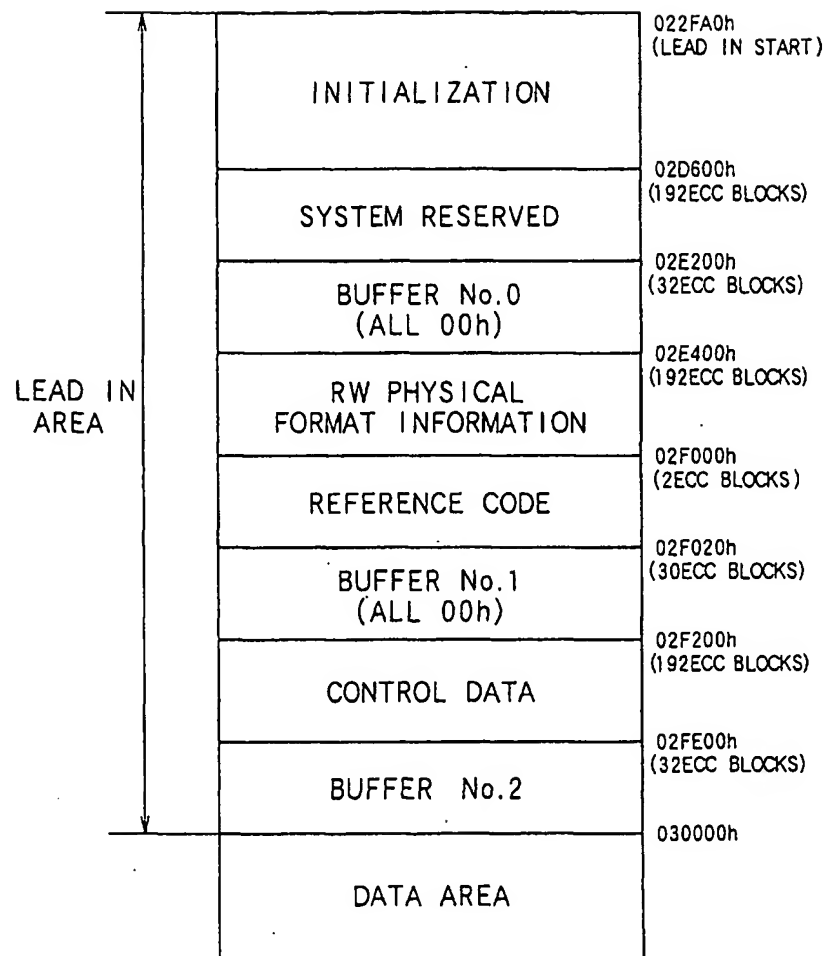 022FA0h
(LEAD IN START)
INITIALIZATION
02D600h
(192ECC BLOCKS)
SYSTEM RESERVED
02E200h
(32ECC BLOCKS)
BUFFER No.0
(ALL 00h)
02E400h
(192ECC BLOCKS)
LEAD IN
AREA
RW PHYSICAL
FORMAT INFORMATION
02F000h
(2ECC BLOCKS)
REFERENCE CODE
02F020h
(30ECC BLOCKS)
BUFFER No.1
(ALL 00h)
02F200h
(192ECC BLOCKS)
CONTROL DATA
02FE00h
(32ECC BLOCKS)
BUFFER No.2
030000h
DATA AREA